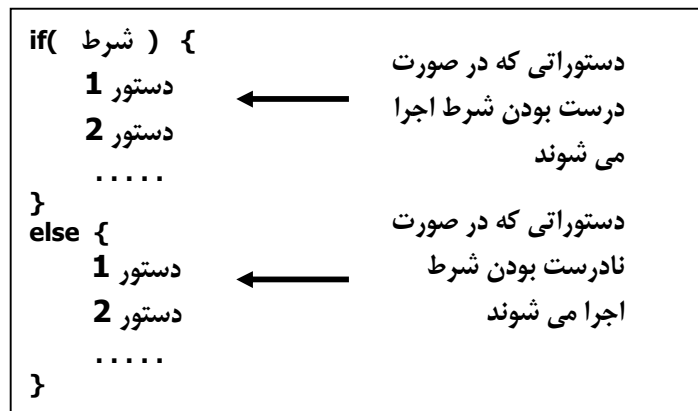 if( شرط ) {
دستور 1
دستور 2
.....
}
دستوراتی که در صورت
درست بودن شرط اجرا
می شوند
else {
دستور 1
دستور 2
.....
}
دستوراتی که در صورت
نادرست بودن شرط
اجرا می شوند